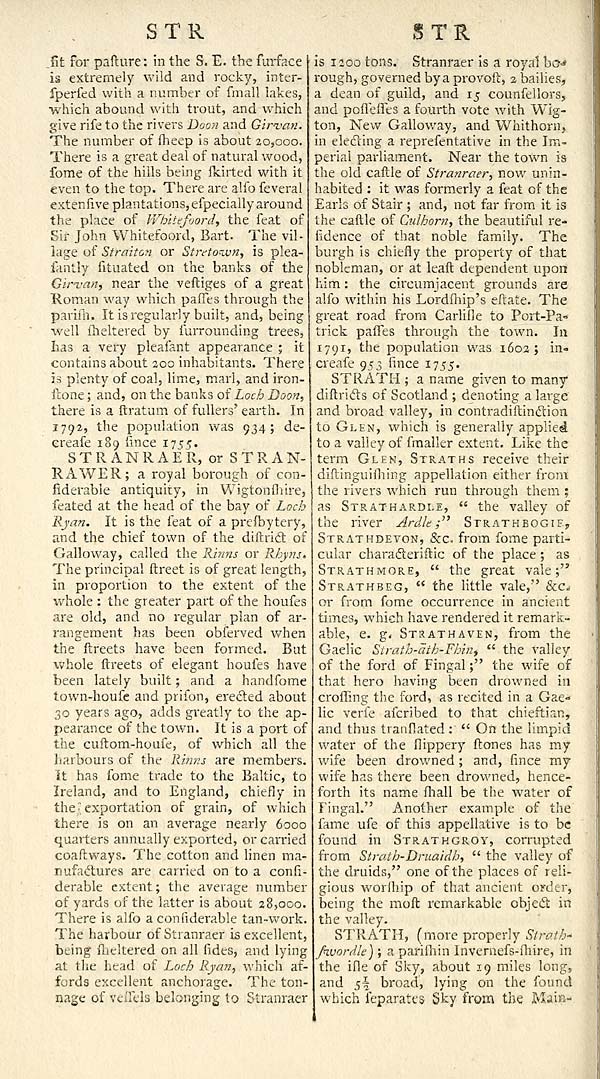 STR
ſit for paſture: in the S. E. the ſurface
is extremely wild and rocky, inter-
ſperſed with a number of ſmall lakes,
which abound with trout, and which
give riſe to the rivers Doon and Girvan.
The number of ſheep is about 20,000.
There is a great deal of natural wood,
ſome of the hills being ſkirted with it
even to the top. There are alſo ſeveral
extenſive plantations, eſpecially around
the place of Whitefoord, the ſeat of
Sir John Whitefoord, Bart. The vil-
lage of Straiton or Stretown, is plea-
ſantly ſituated on the banks of the
Girvan, near the veſtiges of a great
Roman way which paſſes through the
pariſh. It is regularly built, and, being
well ſheltered by ſurrounding trees,
has a very pleaſant appearance; it
contains about 200 inhabitants. There
is plenty of coal, lime, marl, and iron-
ſtone; and, on the banks of Loch Doon,
there is a ſtratum of fullers' earth. In
1792, the population was 934; de-
creaſe 189 ſince 1755.
STRANRAER, or STRAN-
RAWER; a royal borough of con-
ſiderable antiquity, in Wigtonſhire,
ſeated at the head of the bay of Loch
Ryan. It is the ſeat of a preſbytery,
and the chief town of the diſtrict of
Galloway, called the Rinns or Rhyns.
The principal ſtreet is of great length,
in proportion to the extent of the
whole: the greater part of the houſes
are old, and no regular plan of ar-
rangement has been obſerved when
the ſtreets have been formed. But
whole ſtreets of elegant houſes have
been lately built; and a handſome
town-houſe and priſon, erected about
30 years ago, adds greatly to the ap-
pearance of the town. It is a port of
the cuſtom-houſe, of which all the
harbours of the Rinns are members.
It has ſome trade to the Baltic, to
Ireland, and to England, chiefly in
the exportation of grain, of which
there is on an average nearly 6000
quarters annually exported, or carried
coaſtways. The cotton and linen ma-
nufactures are carried on to a conſi-
derable extent; the average number
of yards of the latter is about 28,000.
There is alſo a conſiderable tan-work.
The harbour of Stranraer is excellent,
being ſheltered on all ſides, and lying
at the head of Loch Ryan, which af-
fords excellent anchorage. The ton-
nage of veſſels belonging to Stranraer
STR
is 1200 tons. Stranraer is a royal bo-
rough, governed by a provoſt, 2 bailies,
a dean of guild, and 15 counſellors,
and poſſeſſes a fourth vote with Wig-
ton, New Galloway, and Whithorn,
in electing a repreſentative in the Im-
perial parliament. Near the town is
the old caſtle of Stranraer, now unin-
habited: it was formerly a ſeat of the
Earls of Stair; and, not far from it is
the caſtle of Culhorn, the beautiful re-
ſidence of that noble family. The
burgh is chiefly the property of that
nobleman, or at leaſt dependent upon
him: the circumjacent grounds are
alſo within his Lordſhip's eſtate. The
great road from Carliſle to Port-Pa-
trick paſſes through the town. In
1791, the population was 1602; in-
creaſe 953 ſince 1755.
STRATH; a name given to many
diſtricts of Scotland; denoting a large
and broad valley, in contradiſtinction
to GLEN, which is generally applied
to a valley of ſmaller extent. Like the
term GLEN, STRATHS receive their
diſtinguiſhing appellation either from
the rivers which run through them;
as STRATHARDLE, “ the valley of
the river Ardle;” STRATHBOGIE,
STRATHDEVON, &c. from ſome parti-
cular characteriſtic of the place; as
STRATHMORE, “ the great vale;”
STRATHBEG, “ the little vale,” &c.
or from ſome occurrence in ancient
times, which have rendered it remark-
able, e. g. STRATHAVEN, from the
Gaelic Strath-àth-Fhin, “ the valley
of the ford of Fingal;” the wife of
that hero having been drowned in
croſſing the ford, as recited in a Gae-
lic verſe aſcribed to that chieftian,
and thus tranſlated: “ On the limpid
water of the ſlippery ſtones has my
wife been drowned; and, ſince my
wife has there been drowned, hence-
forth its name ſhall be the water of
Fingal.” Another example of the
ſame uſe of this appellative is to be
found in STRATHGROY, corrupted
from Strath-Druaidh, “ the valley of
the druids,” one of the places of reli-
gious worſhip of that ancient order,
being the moſt remarkable object in
the valley.
STRATH, (more properly Strath-
ſwordle); a pariſh in Inverneſs-ſhire, in
the iſle of Sky, about 19 miles long,
and 5½ broad, lying on the ſound
which ſeparates Sky from the Main-